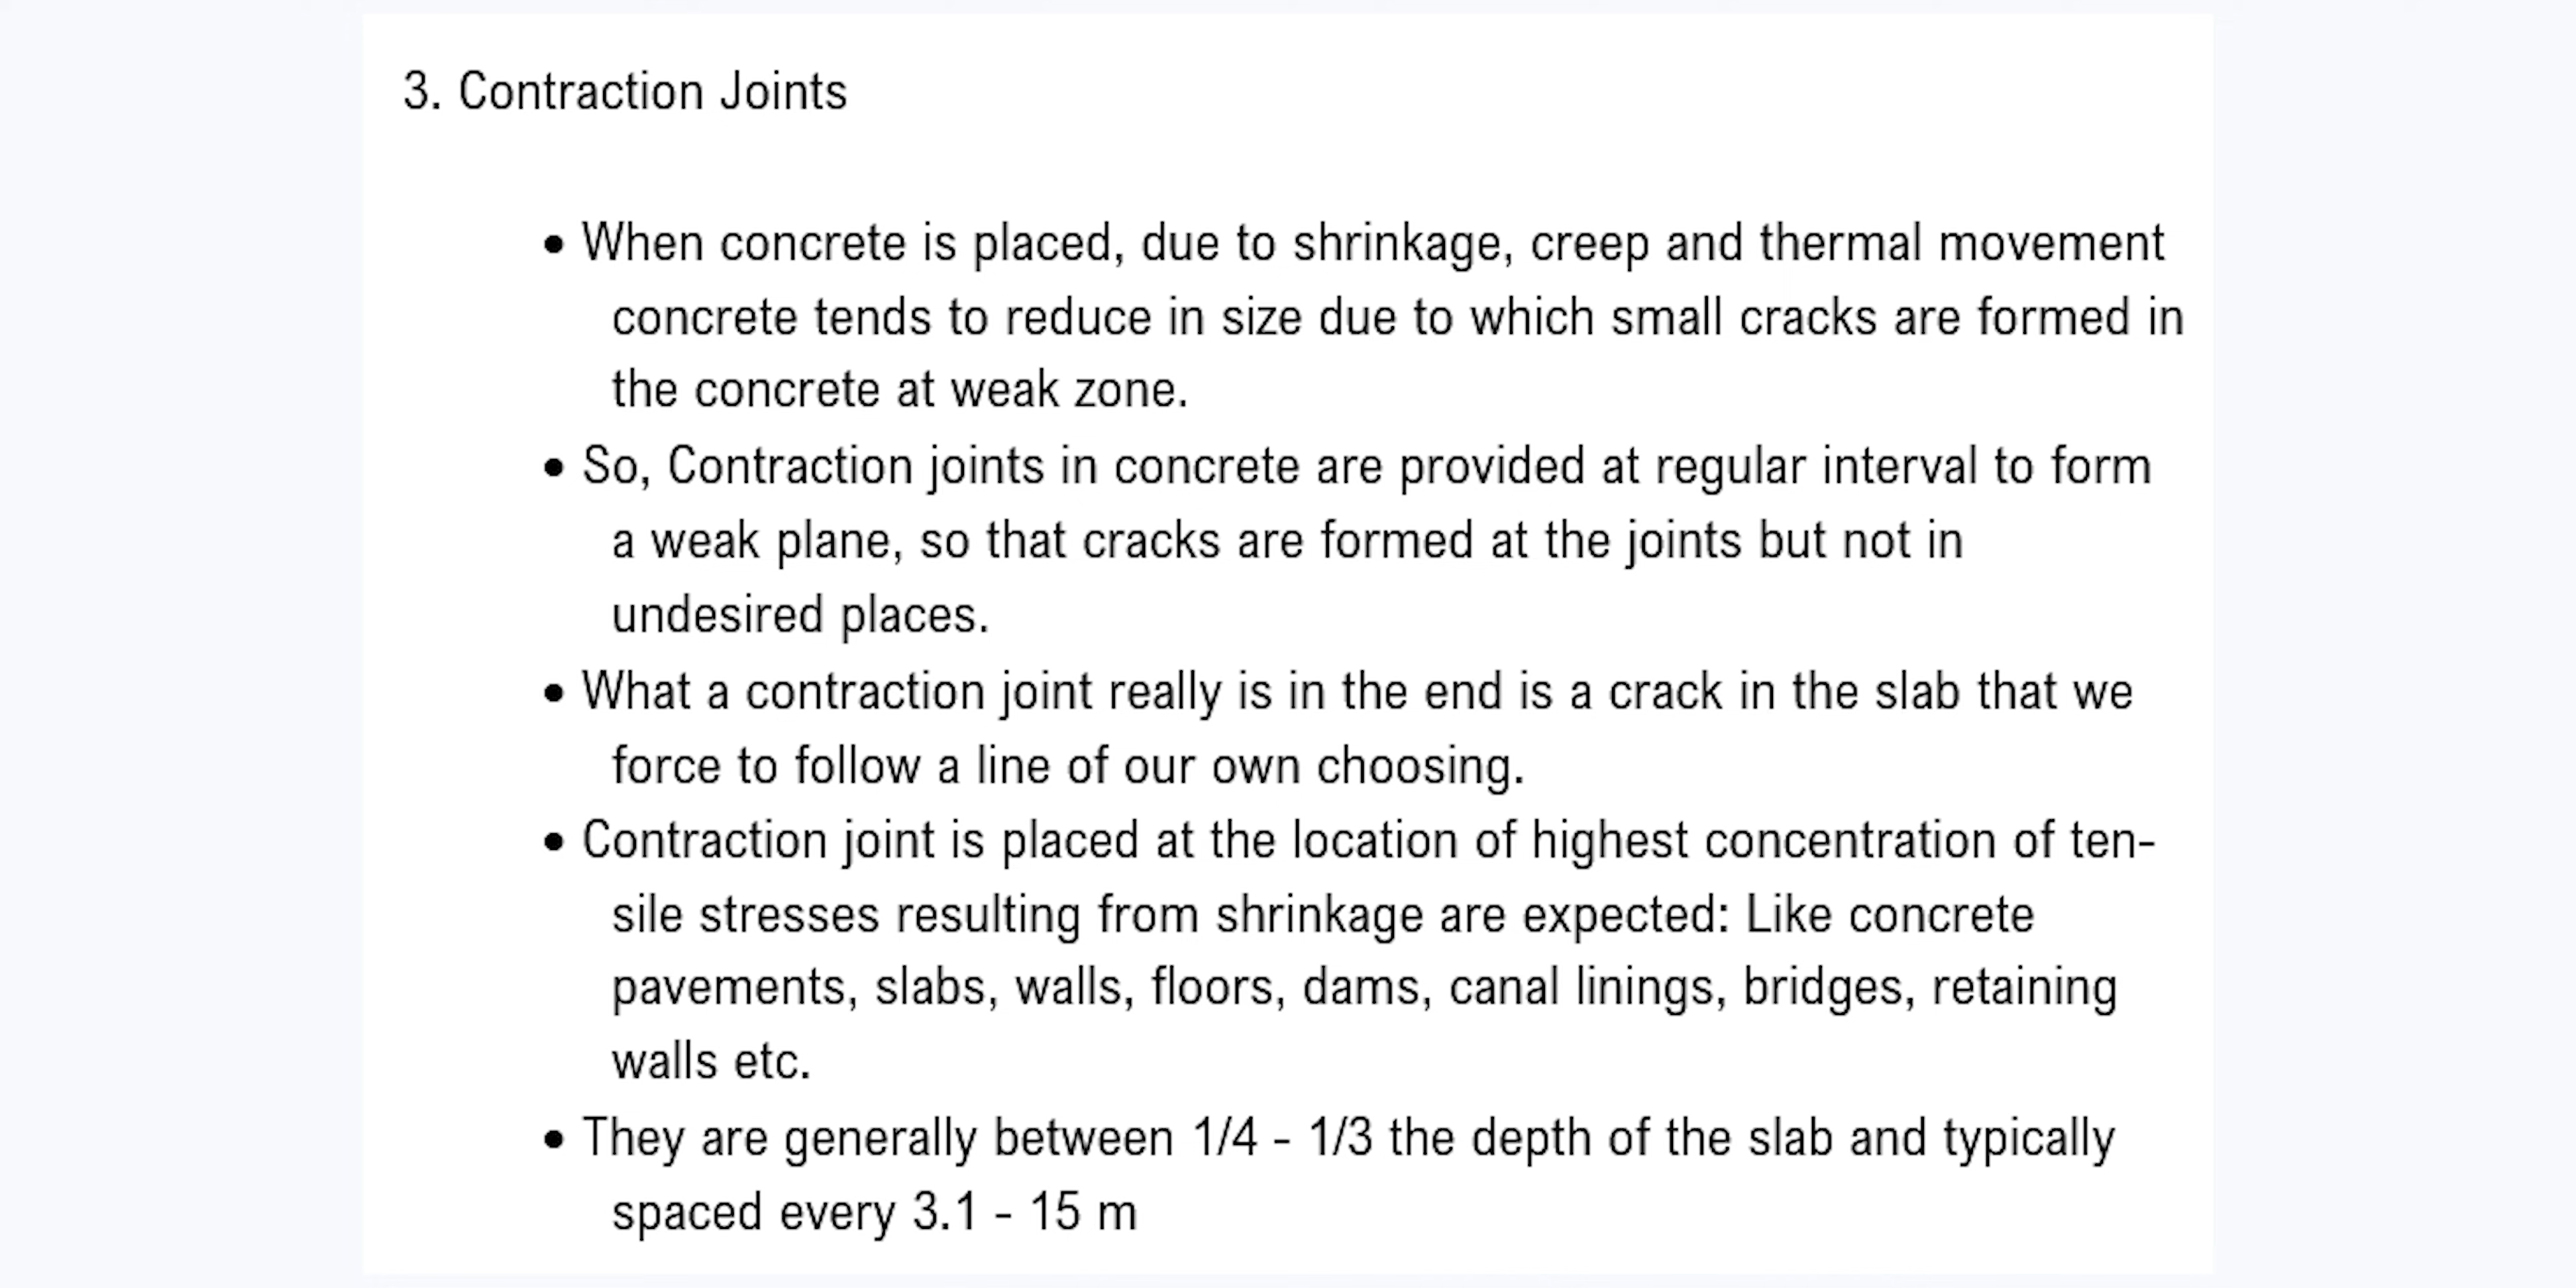 3. Contraction Joints
• When concrete is placed, due to shrinkage, creep and thermal movement
concrete tends to reduce in size due to which small cracks are formed in
the concrete at weak zone.
• So, Contraction joints in concrete are provided at regular interval to form
a weak plane, so that cracks are formed at the joints but not in
undesired places.
• What a contraction joint really is in the end is a crack in the slab that we
force to follow a line of our own choosing.
• Contraction joint is placed at the location of highest concentration of ten-
sile stresses resulting from shrinkage are expected: Like concrete
pavements, slabs, walls, floors, dams, canal linings, bridges, retaining
walls etc.
• They are generally between 1/4 - 1/3 the depth of the slab and typically
spaced every 3.1 - 15 m